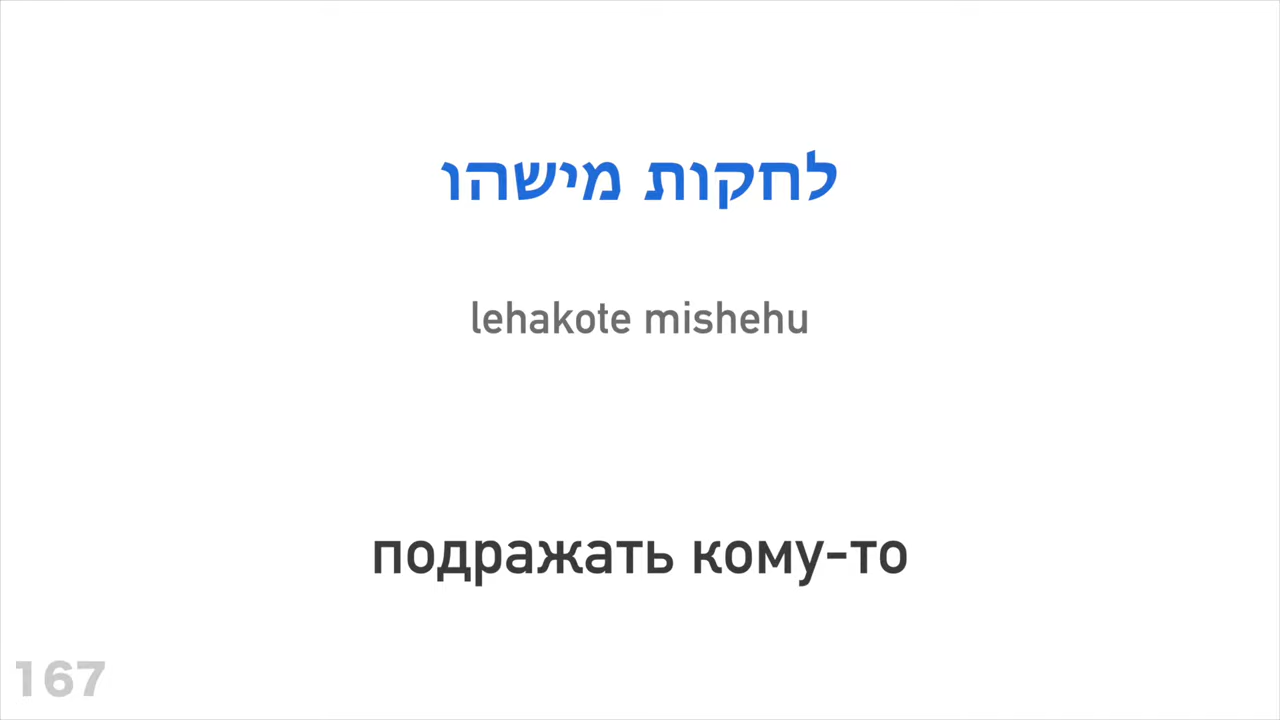 לחקות מישהו
lehakote mishehu
подражать кому-то
167